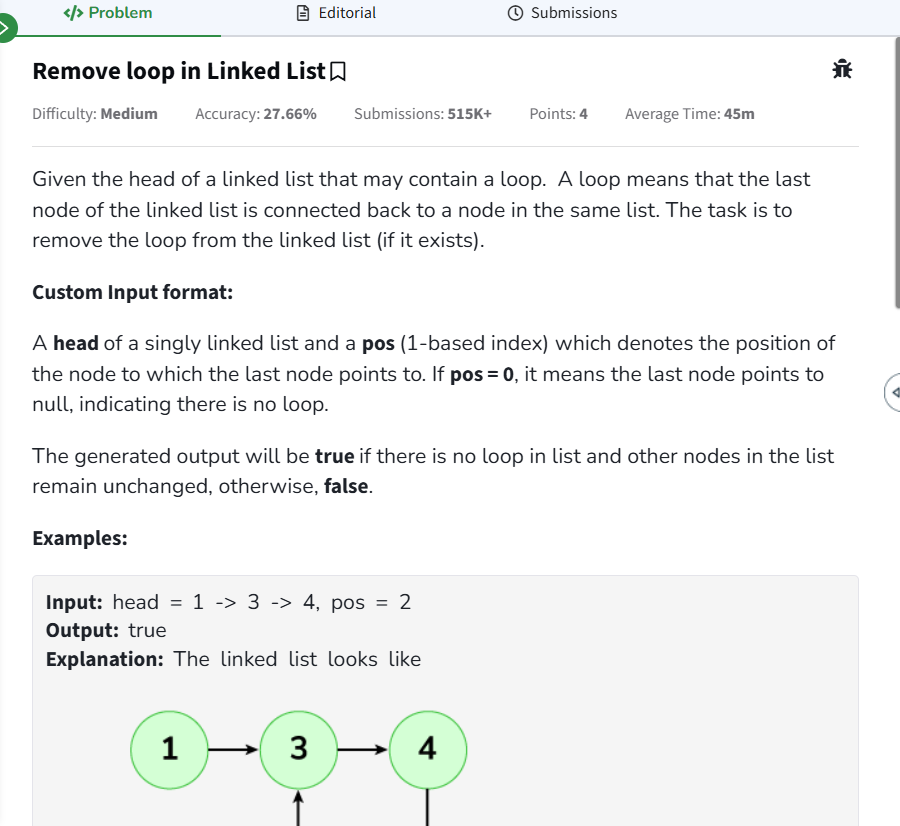 </> Problem
Editorial
Submissions
Remove loop in Linked List
Difficulty: Medium
Accuracy: 27.66%
Submissions: 515K+
Points: 4
Average Time: 45m
Given the head of a linked list that may contain a loop.  A loop means that the last
node of the linked list is connected back to a node in the same list. The task is to
remove the loop from the linked list (if it exists).
Custom Input format:
A head of a singly linked list and a pos (1-based index) which denotes the position of
the node to which the last node points to. If pos = 0, it means the last node points to
null, indicating there is no loop.
The generated output will be true if there is no loop in list and other nodes in the list
remain unchanged, otherwise, false.
Examples:
Input: head = 1 -> 3 -> 4, pos = 2
Output: true
Explanation: The linked list looks like
1
3
4